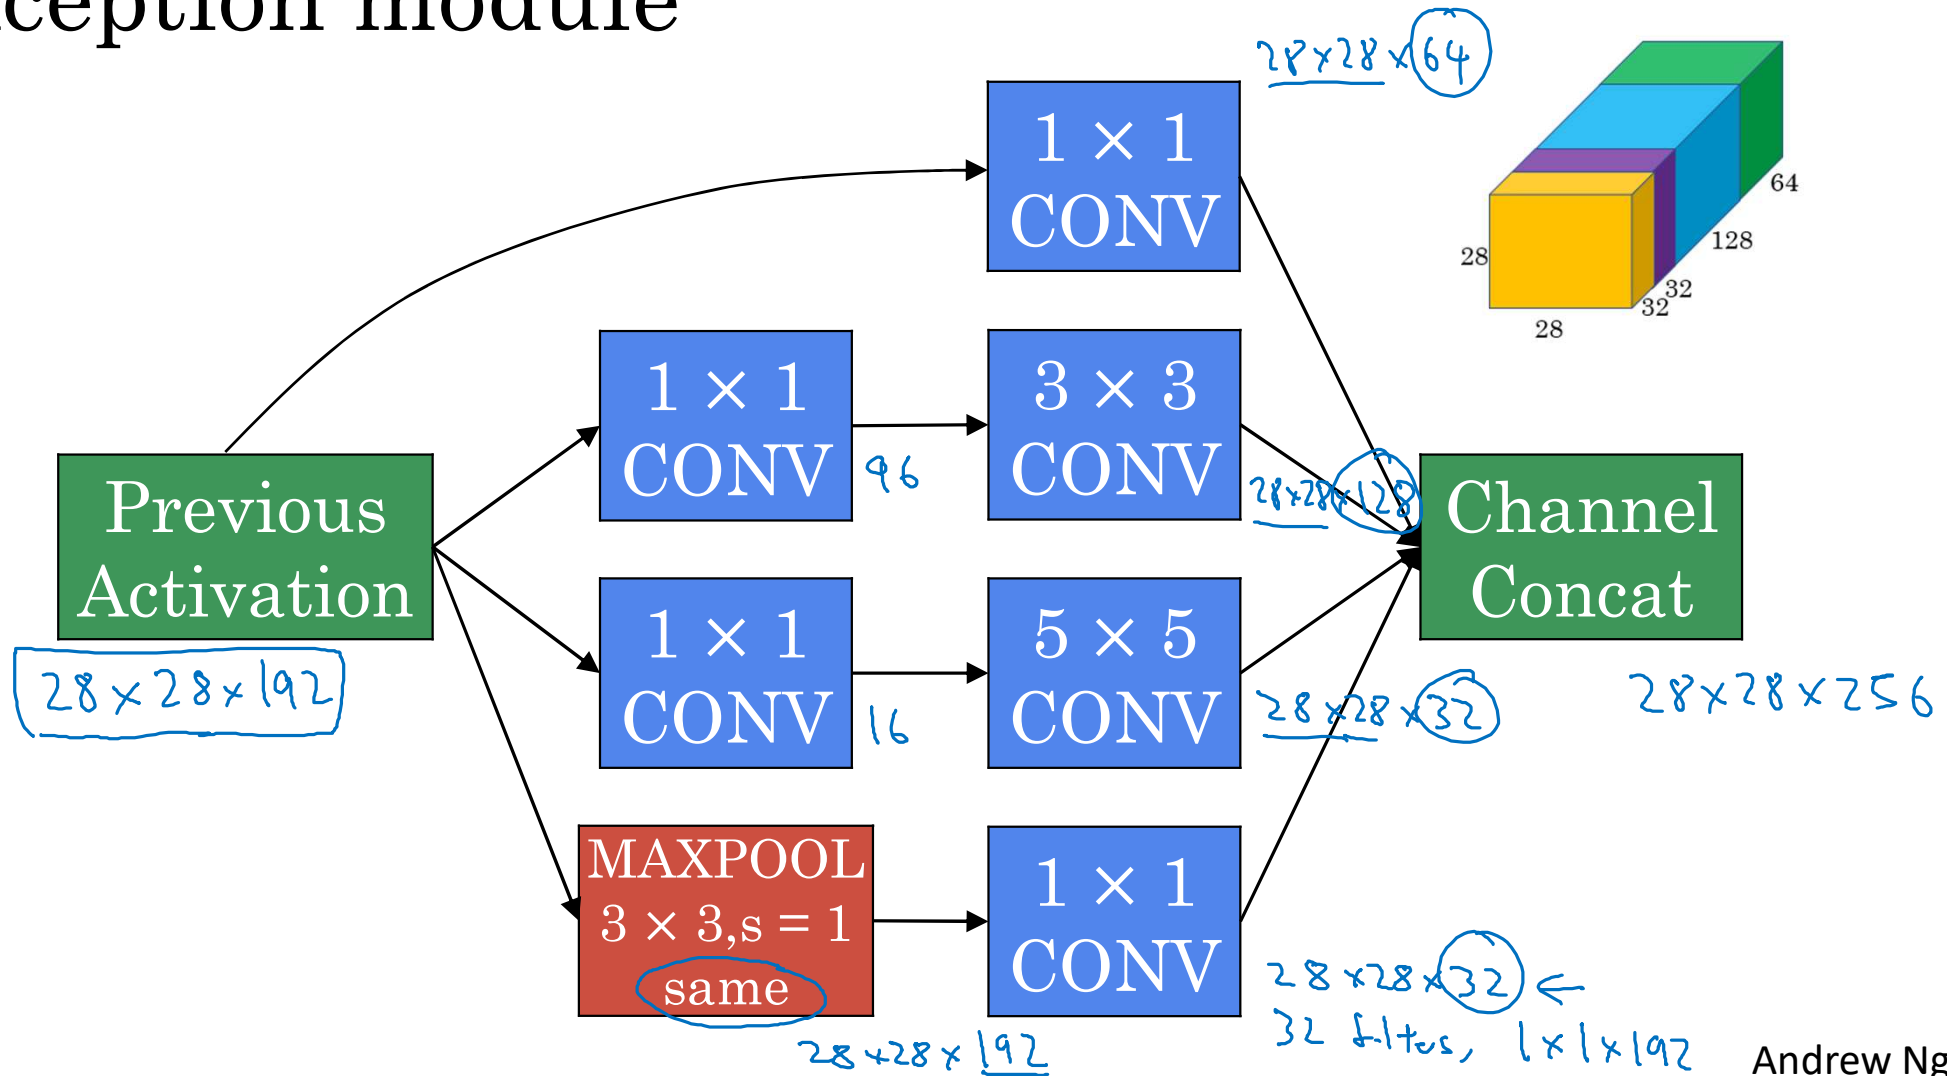 ception module
28×28×64
1 × 1
CONV
64
128
32
32
28
28
1 × 1
CONV
96
3 × 3
CONV
28×28×128
Previous
Activation
28×28×192
Channel
Concat
28×28×256
1 × 1
CONV
16
5 × 5
CONV
28×28×32
MAXPOOL
3 × 3,s = 1
same
28×28×192
1 × 1
CONV
28×28×32 ←
32 filters, 1×1×192
Andrew Ng